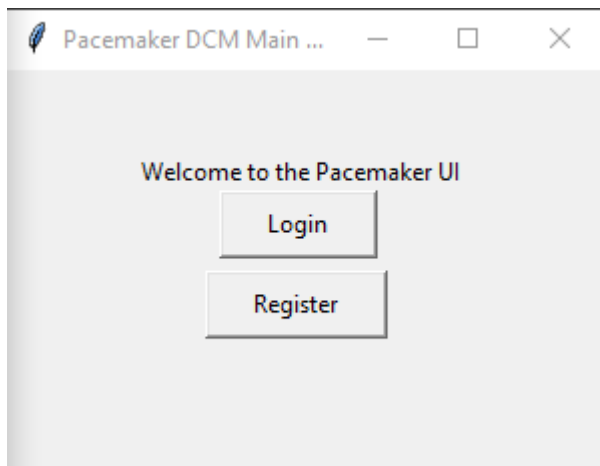 Pacemaker DCM Main ...
Welcome to the Pacemaker UI
Login
Register